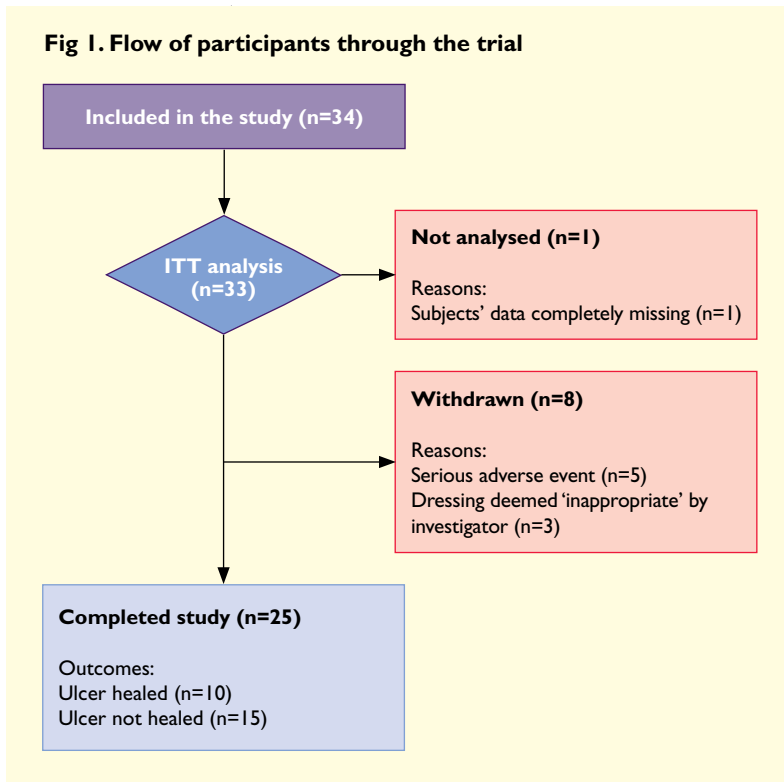 Fig 1. Flow of participants through the trial
Included in the study (n=34)
ITT analysis
(n=33)
Not analysed (n=1)
Reasons:
Subjects’ data completely missing (n=1)
Withdrawn (n=8)
Reasons:
Serious adverse event (n=5)
Dressing deemed ‘inappropriate’ by
investigator (n=3)
Completed study (n=25)
Outcomes:
Ulcer healed (n=10)
Ulcer not healed (n=15)